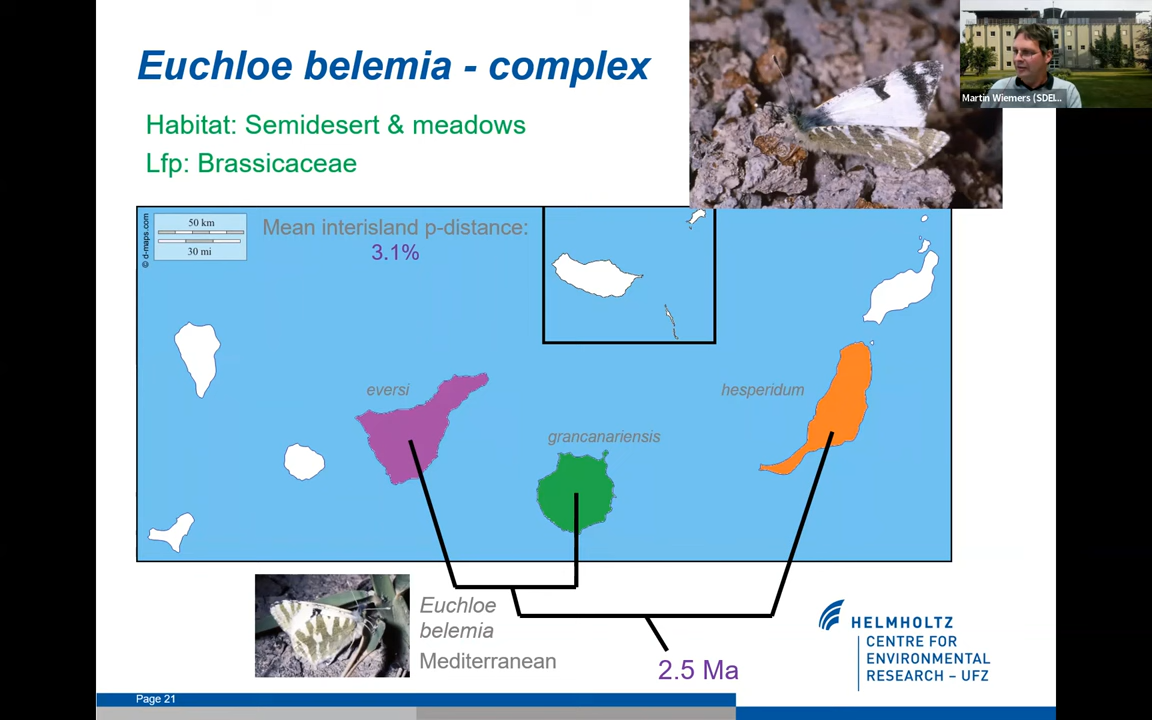 Euchloe belemia - complex
Habitat: Semidesert & meadows
Lfp: Brassicaceae
Martin Wiemers (SDEI...
© d-maps.com
50 km
30 mi
Mean interisland p-distance:
3.1%
eversi
hesperidum
grancanariensis
Euchloe
belemia
Mediterranean
2.5 Ma
HELMHOLTZ
CENTRE FOR
ENVIRONMENTAL
RESEARCH – UFZ
Page 21